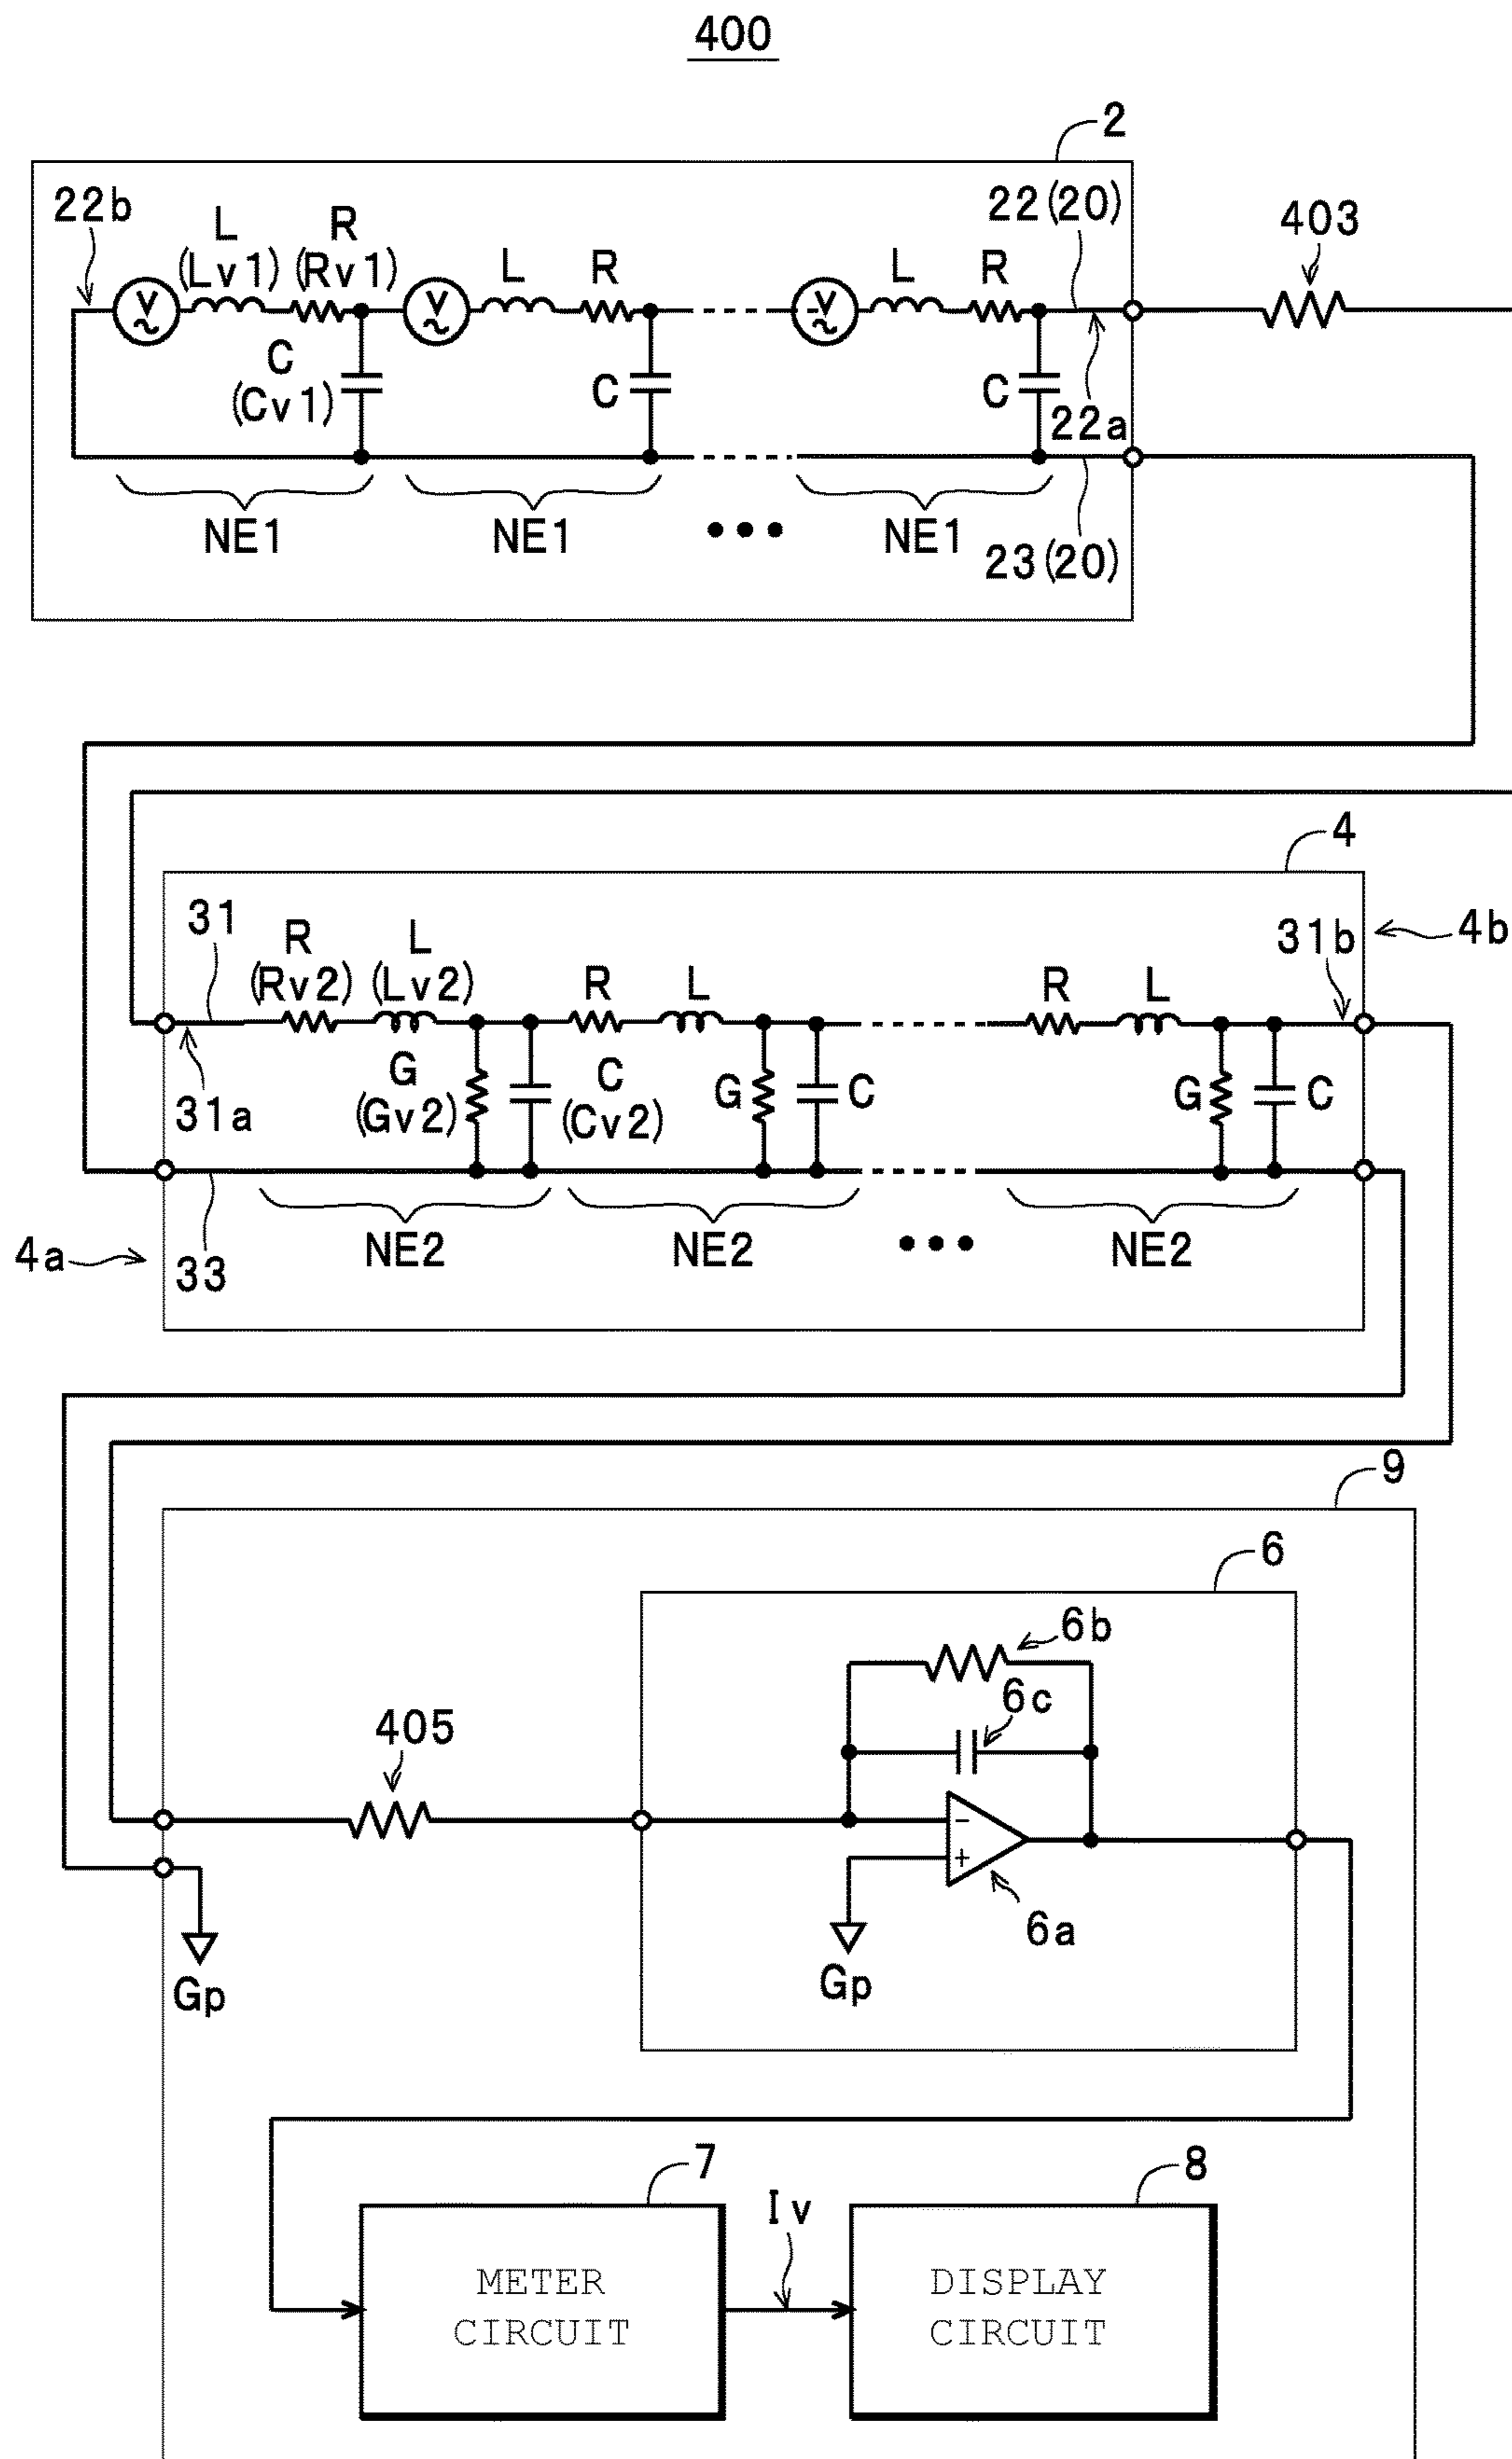 400
2
22b
L
(Lv1)
R
(Rv1)
L
R
L
R
22(20)
403
V
V
V
C
(Cv1)
C
C
22a
NE1
NE1
NE1
23(20)
4
31
R
(Rv2)
L
(Lv2)
R
L
R
L
31b
4b
31a
G
(Gv2)
C
(Cv2)
G
C
G
C
4a
33
NE2
NE2
NE2
9
6
6b
6c
405
-
+
6a
Gp
Gp
7
Iv
8
METER
CIRCUIT
DISPLAY
CIRCUIT